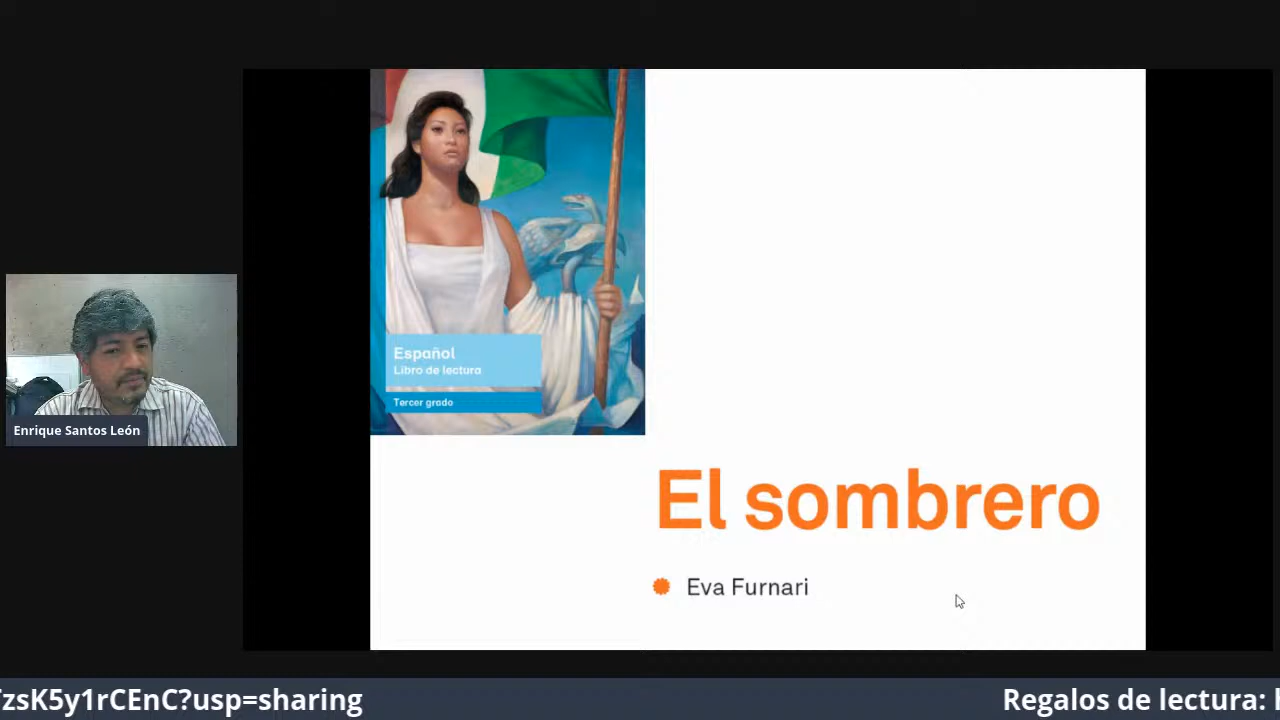 Español
Libro de lectura
Tercer grado
Enrique Santos León
El sombrero
Eva Furnari
zsK5y1rCEnC?usp=sharing
Regalos de lectura: